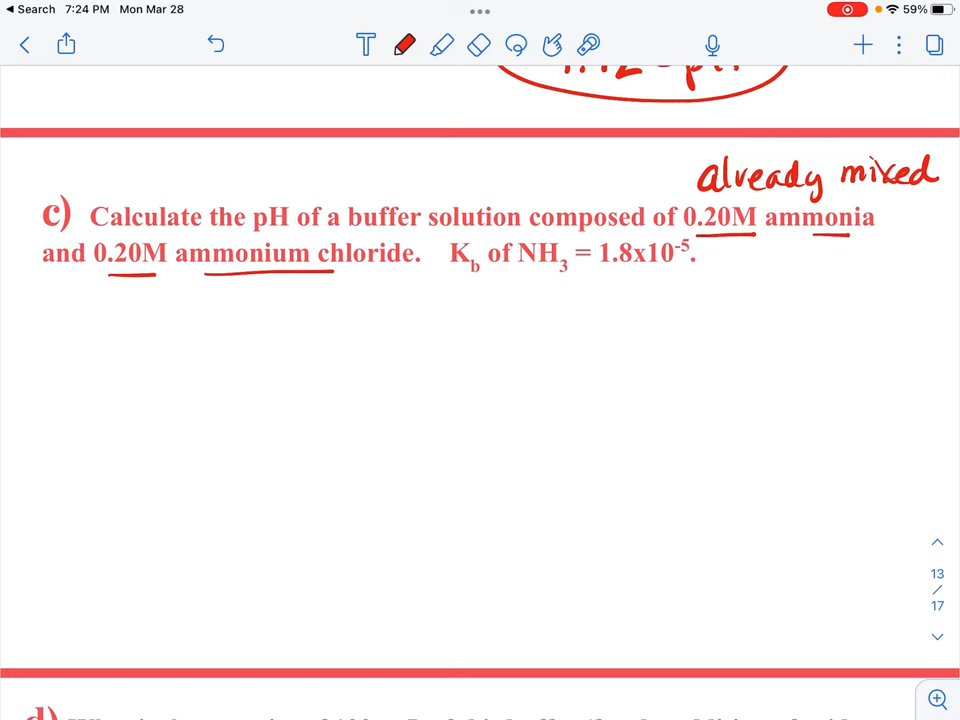 Search 7:24 PM Mon Mar 28 59%
already mixed
c) Calculate the pH of a buffer solution composed of 0.20M ammonia
and 0.20M ammonium chloride. Kb of NH3 = 1.8x10-5.
13
/
17